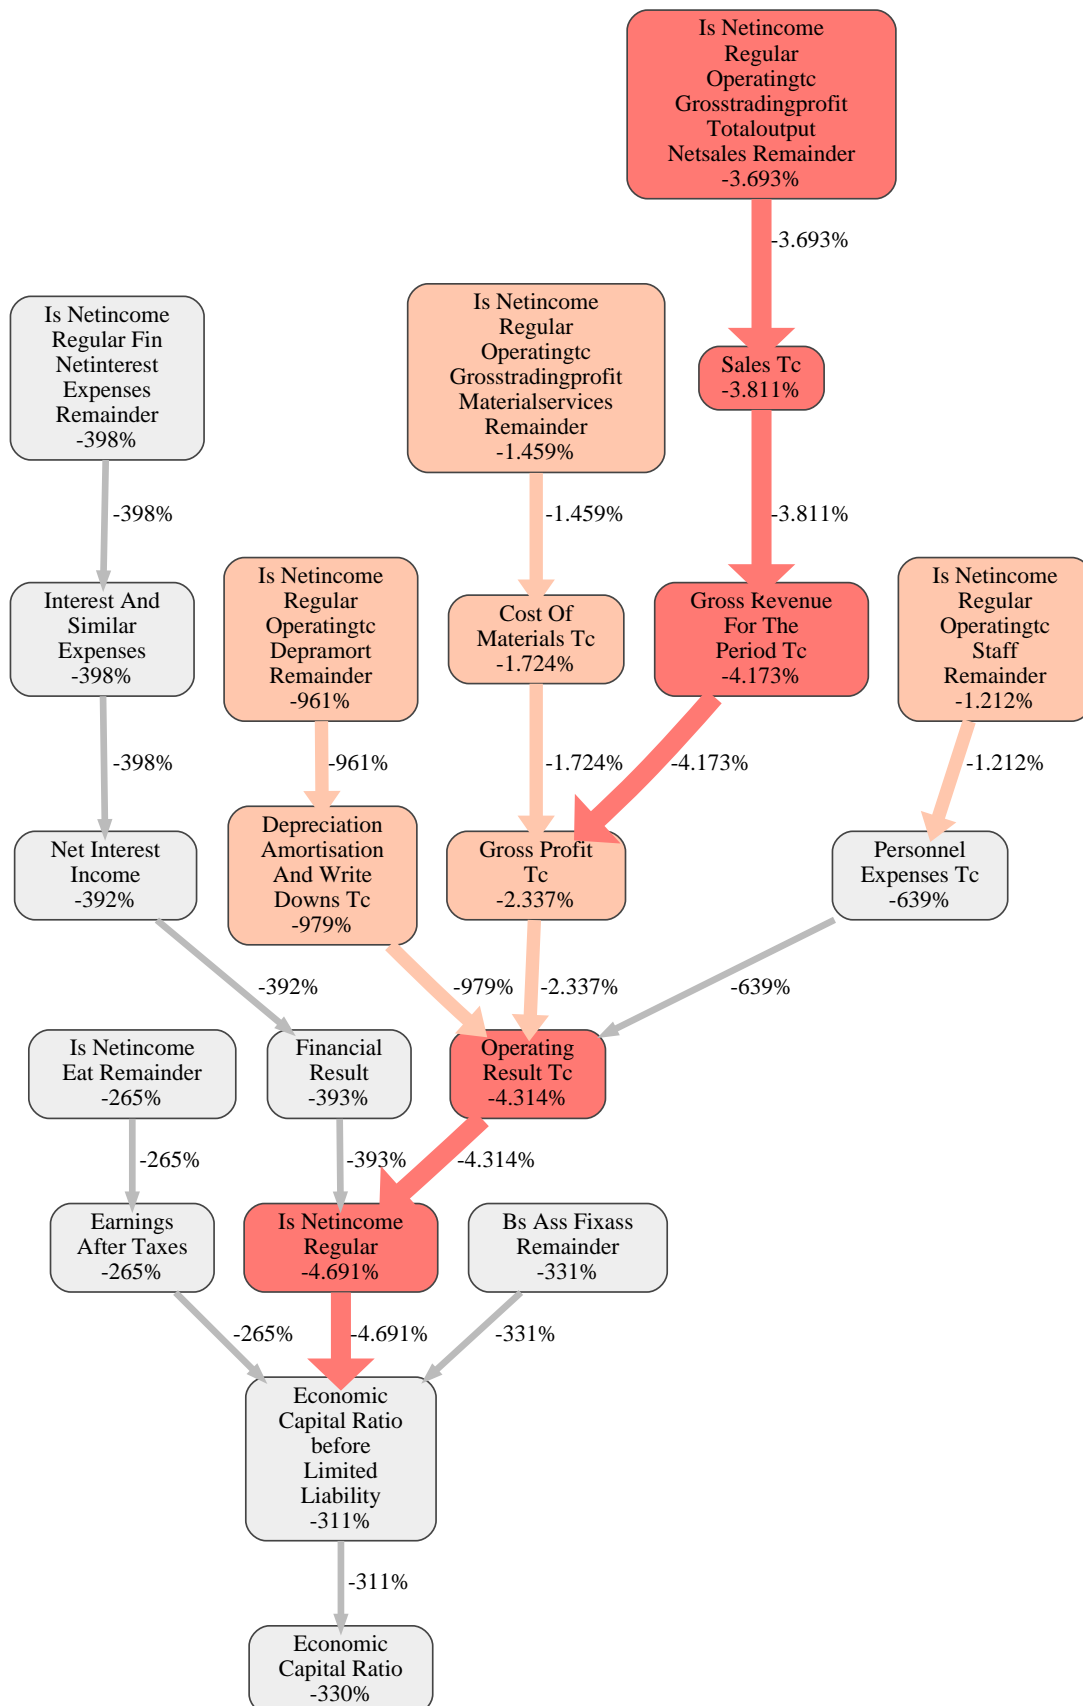 Is Netincome
Regular
Operatingtc
Grosstradingprofit
Totaloutput
Netsales Remainder
-3.693%
-3.693%
Is Netincome
Regular Fin
Netinterest
Expenses
Remainder
-398%
Is Netincome
Regular
Operatingtc
Grosstradingprofit
Materialservices
Remainder
-1.459%
Sales Tc
-3.811%
-398%
-1.459%
-3.811%
Interest And
Similar
Expenses
-398%
Is Netincome
Regular
Operatingtc
Depramort
Remainder
-961%
Cost Of
Materials Tc
-1.724%
Gross Revenue
For The
Period Tc
-4.173%
Is Netincome
Regular
Operatingtc
Staff
Remainder
-1.212%
-398%
-961%
-1.724%
-4.173%
-1.212%
Net Interest
Income
-392%
Depreciation
Amortisation
And Write
Downs Tc
-979%
Gross Profit
Tc
-2.337%
Personnel
Expenses Tc
-639%
-392%
-979%
-2.337%
-639%
Is Netincome
Eat Remainder
-265%
Financial
Result
-393%
Operating
Result Tc
-4.314%
-265%
-393%
-4.314%
Earnings
After Taxes
-265%
Is Netincome
Regular
-4.691%
Bs Ass Fixass
Remainder
-331%
-265%
-4.691%
-331%
Economic
Capital Ratio
before
Limited
Liability
-311%
-311%
Economic
Capital Ratio
-330%